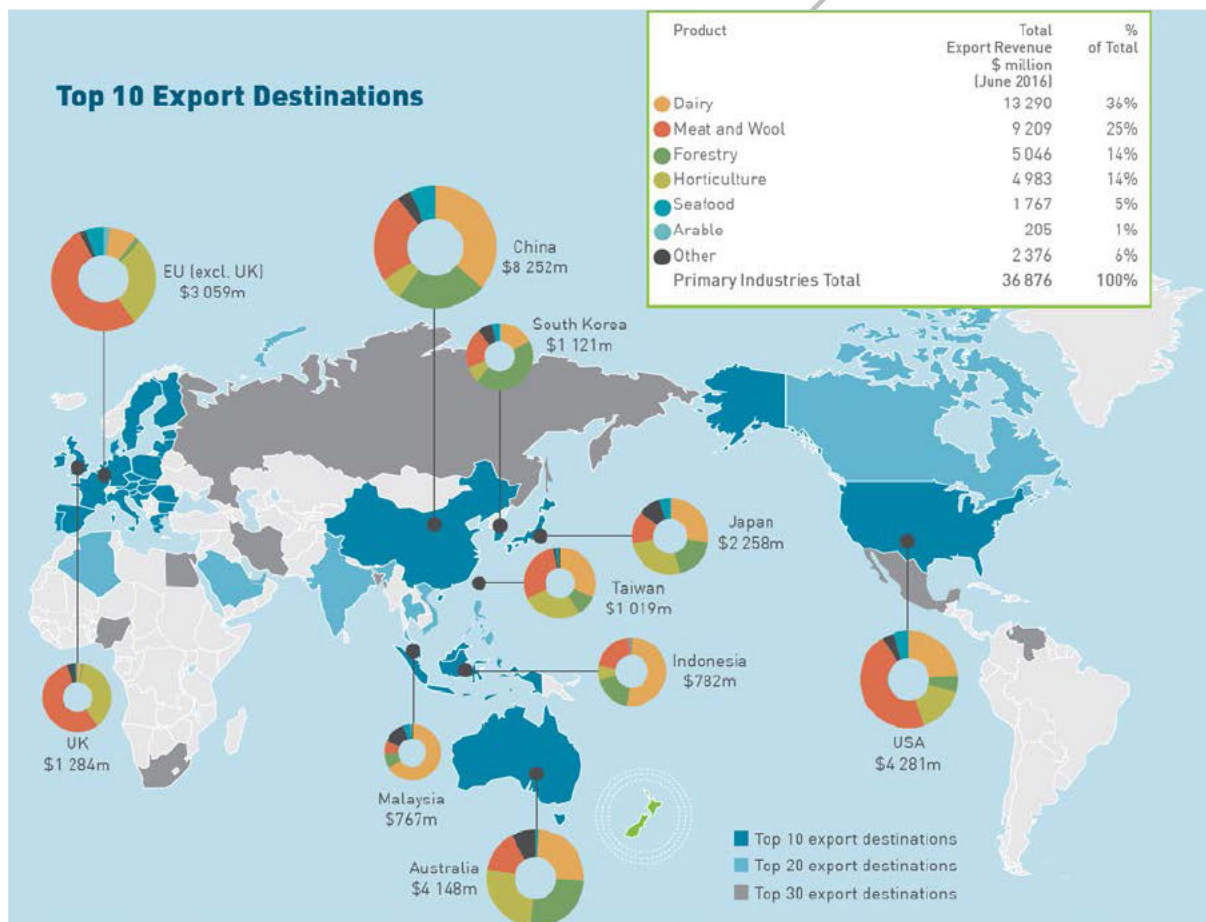 Top 10 Export Destinations
Product Total Export Revenue $ million (June 2016) % of Total
Dairy 13 290 36%
Meat and Wool 9 209 25%
Forestry 5 046 14%
Horticulture 4 983 14%
Seafood 1 767 5%
Arable 205 1%
Other 2 376 6%
Primary Industries Total 36 876 100%
EU (excl. UK)
$3 059m
China
$8 252m
South Korea
$1 121m
Japan
$2 258m
Taiwan
$1 019m
Indonesia
$782m
UK
$1 284m
Malaysia
$767m
Australia
$4 148m
USA
$4 281m
Top 10 export destinations
Top 20 export destinations
Top 30 export destinations